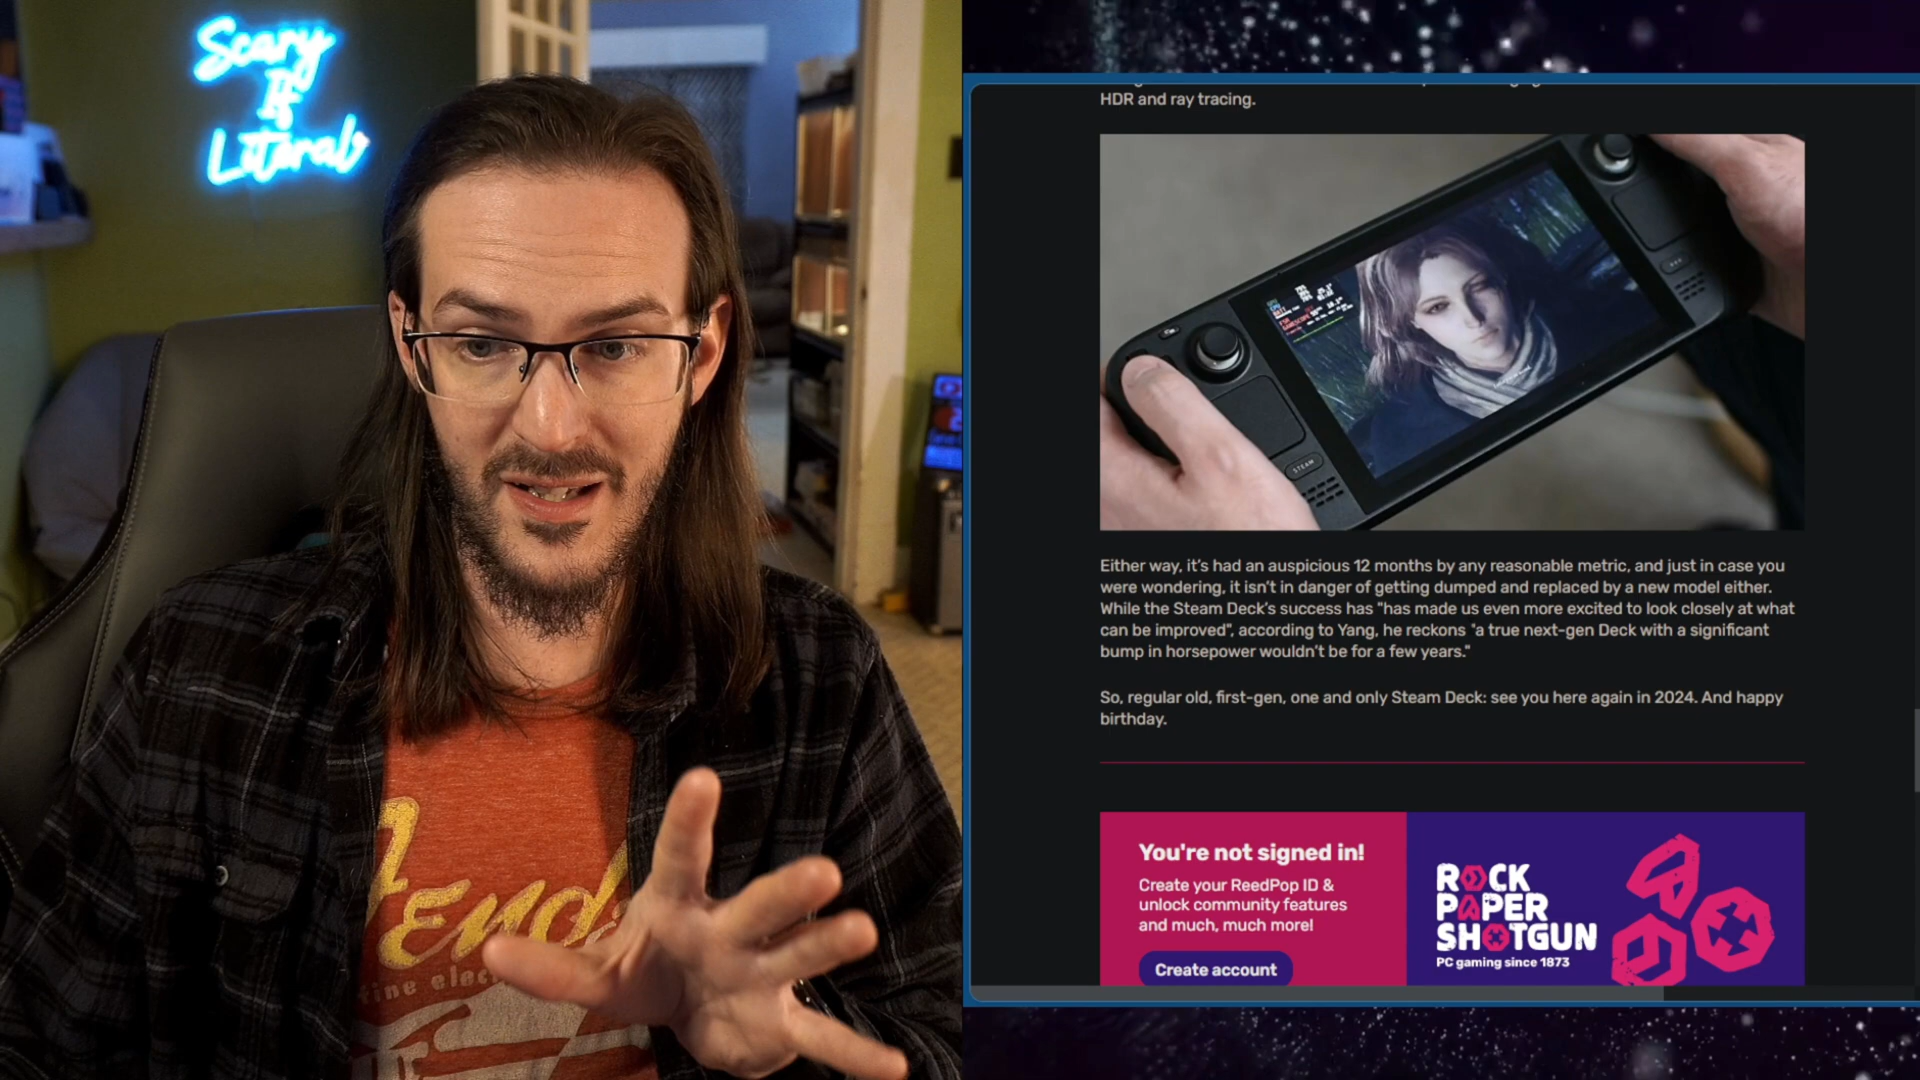 Scary
Is
Literal
HDR and ray tracing.
STEAM
Either way, it's had an auspicious 12 months by any reasonable metric, and just in case you
were wondering, it isn't in danger of getting dumped and replaced by a new model either.
While the Steam Deck's success has "has made us even more excited to look closely at what
can be improved", according to Yang, he reckons "a true next-gen Deck with a significant
bump in horsepower wouldn't be for a few years."
So, regular old, first-gen, one and only Steam Deck: see you here again in 2024. And happy
birthday.
You're not signed in!
Create your ReedPop ID &
unlock community features
and much, much more!
Create account
ROCK
PAPER
SHOTGUN
PC gaming since 1873
Fend
fine elec